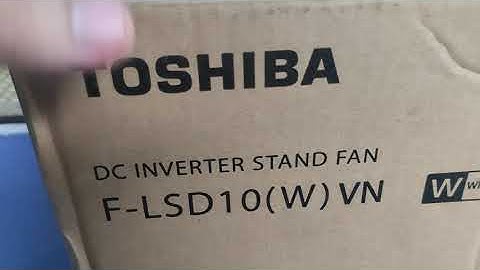 TOSHIBA
DC INVERTER STAND FAN
F-LSD10(W) VN
W